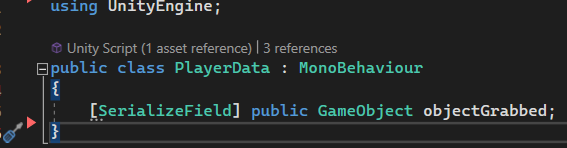 using UnityEngine;
Unity Script (1 asset reference) | 3 references
public class PlayerData : MonoBehaviour
{
[SerializeField] public GameObject objectGrabbed;
}